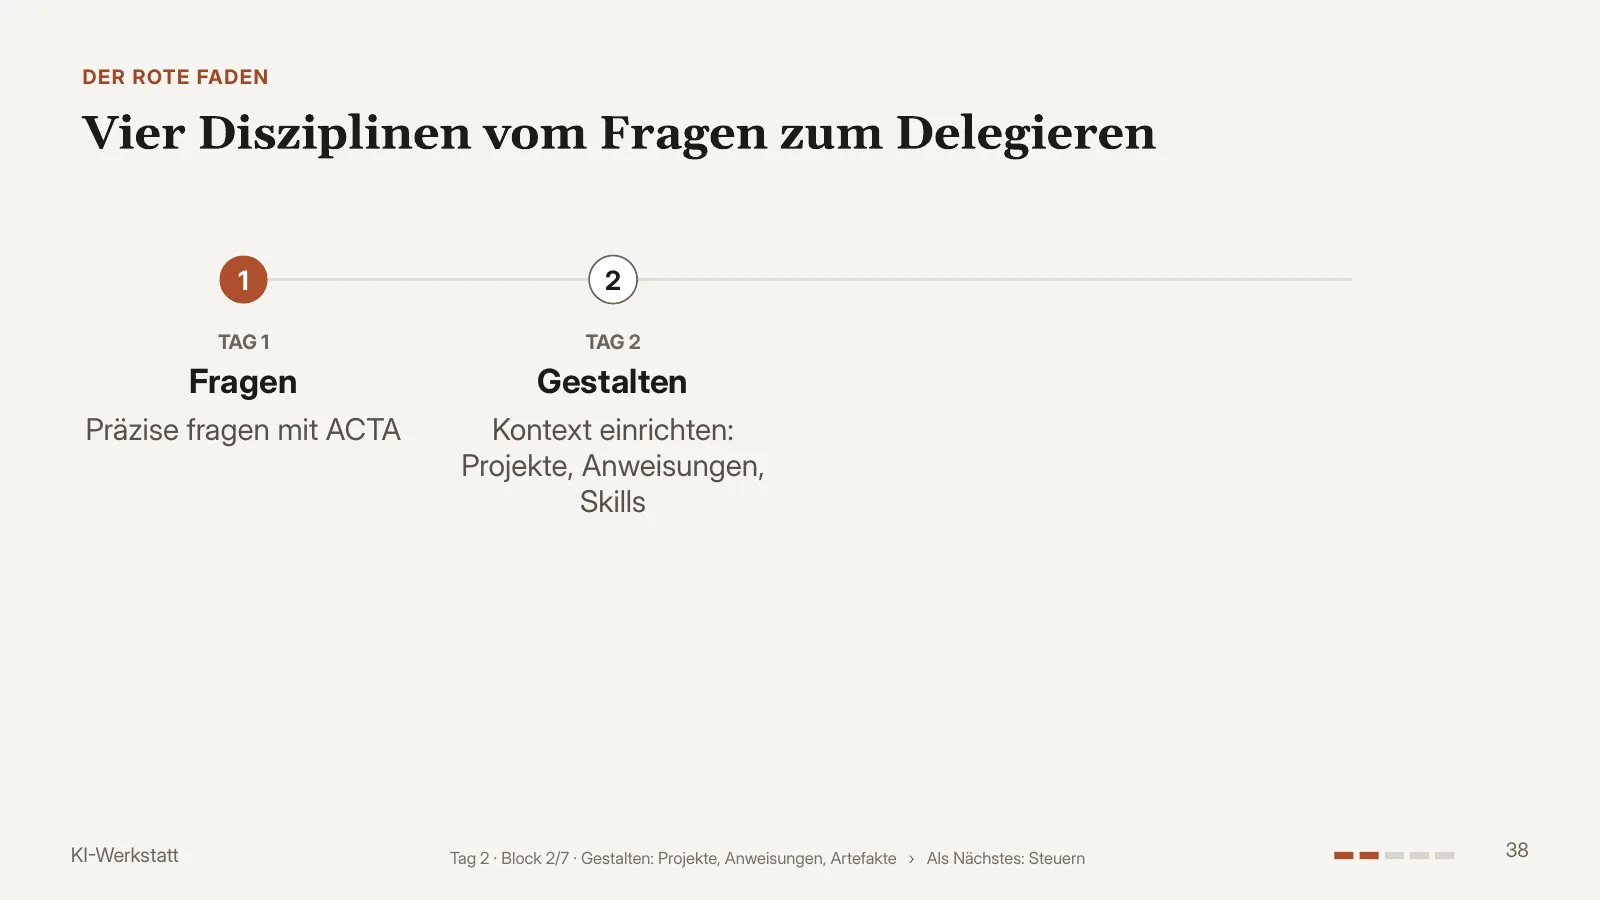 DER ROTE FADEN
Vier Disziplinen vom Fragen zum Delegieren
1
2
TAG 1
TAG 2
Fragen
Gestalten
Präzise fragen mit ACTA
Kontext einrichten:
Projekte, Anweisungen,
Skills
KI-Werkstatt
Tag 2 · Block 2/7 · Gestalten: Projekte, Anweisungen, Artefakte › Als Nächstes: Steuern
38